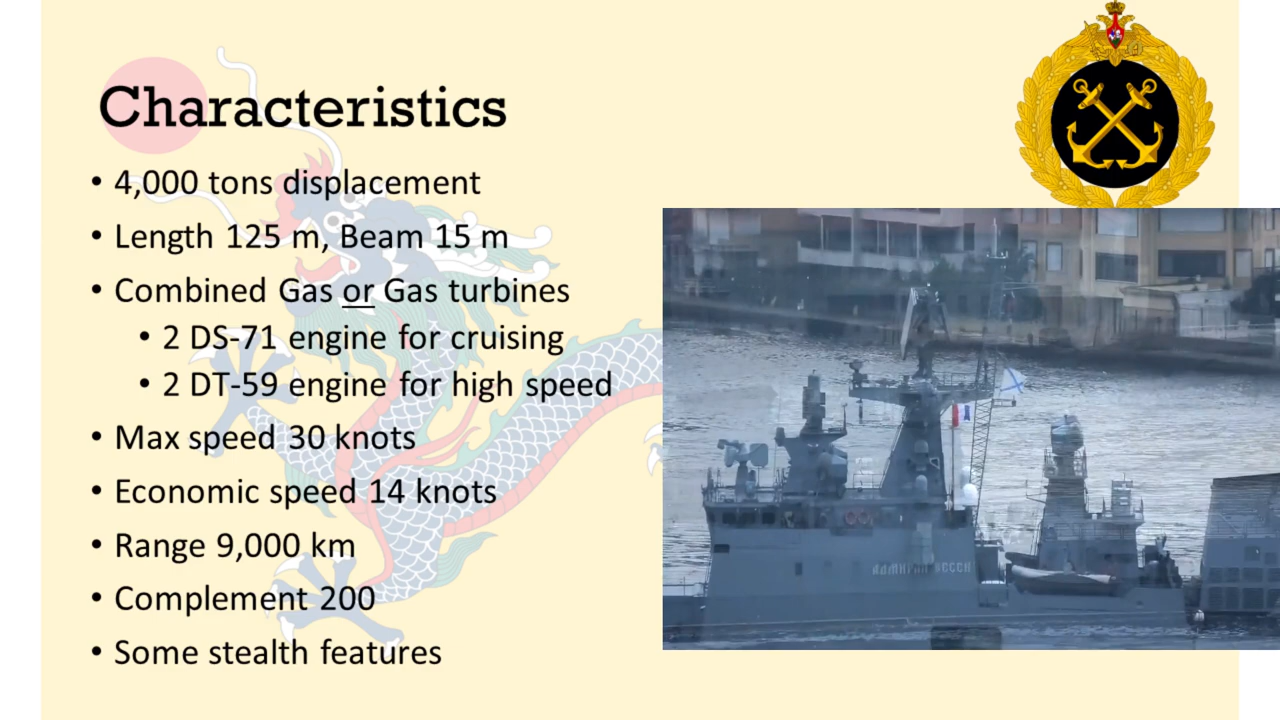 Characteristics
• 4,000 tons displacement
• Length 125 m, Beam 15 m
• Combined Gas or Gas turbines
• 2 DS-71 engine for cruising
• 2 DT-59 engine for high speed
• Max speed 30 knots
• Economic speed 14 knots
• Range 9,000 km
• Complement 200
• Some stealth features